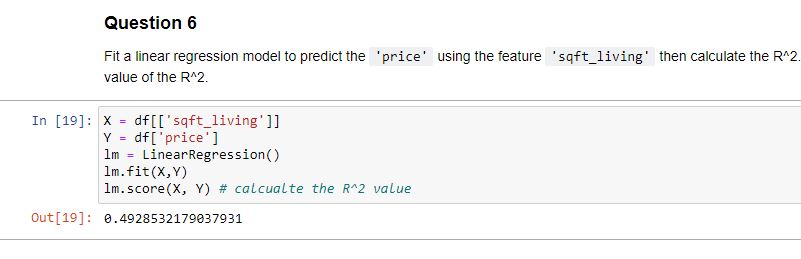 Question 6
Fit a linear regression model to predict the 'price' using the feature 'sqft_living' then calculate the R^2.
value of the R^2.
In [19]: X = df[['sqft_living']]
Y = df['price']
lm = LinearRegression()
lm.fit(X,Y)
lm.score(X, Y) # calcualte the R^2 value
Out[19]: 0.4928532179037931